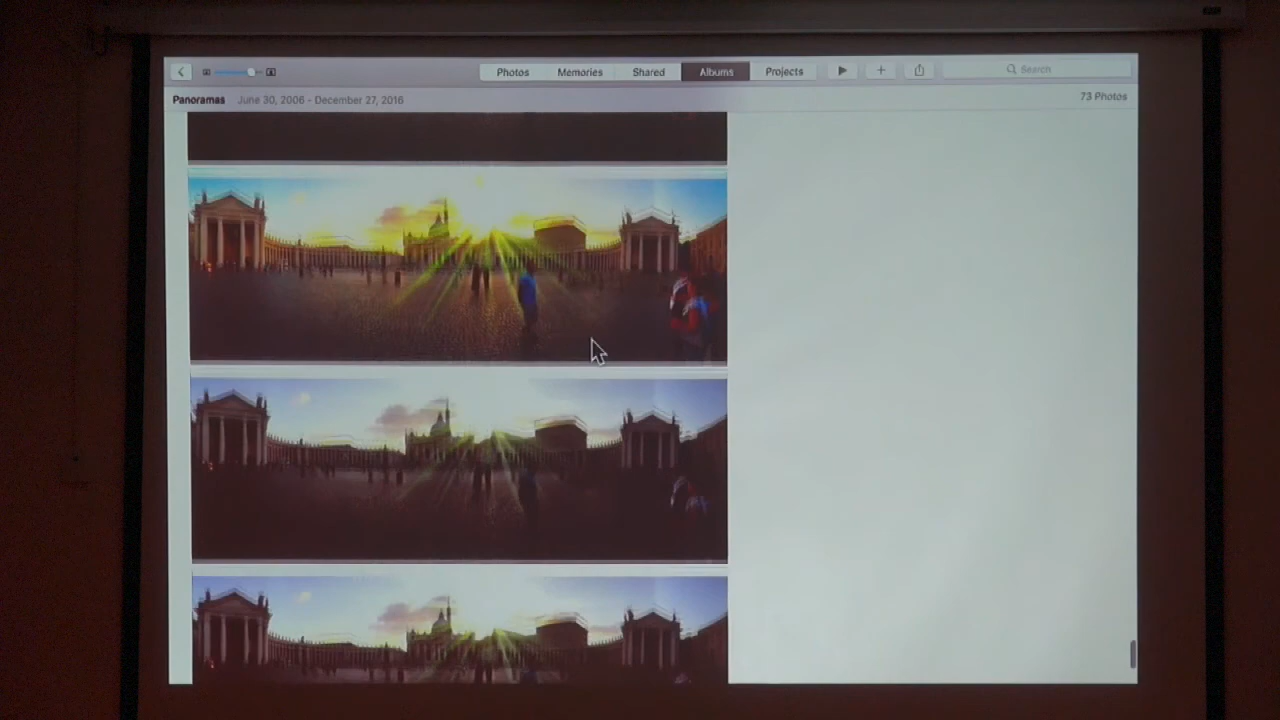 Photos Memories Shared Albums Projects Search
Panoramas June 30, 2006 - December 27, 2016 73 Photos